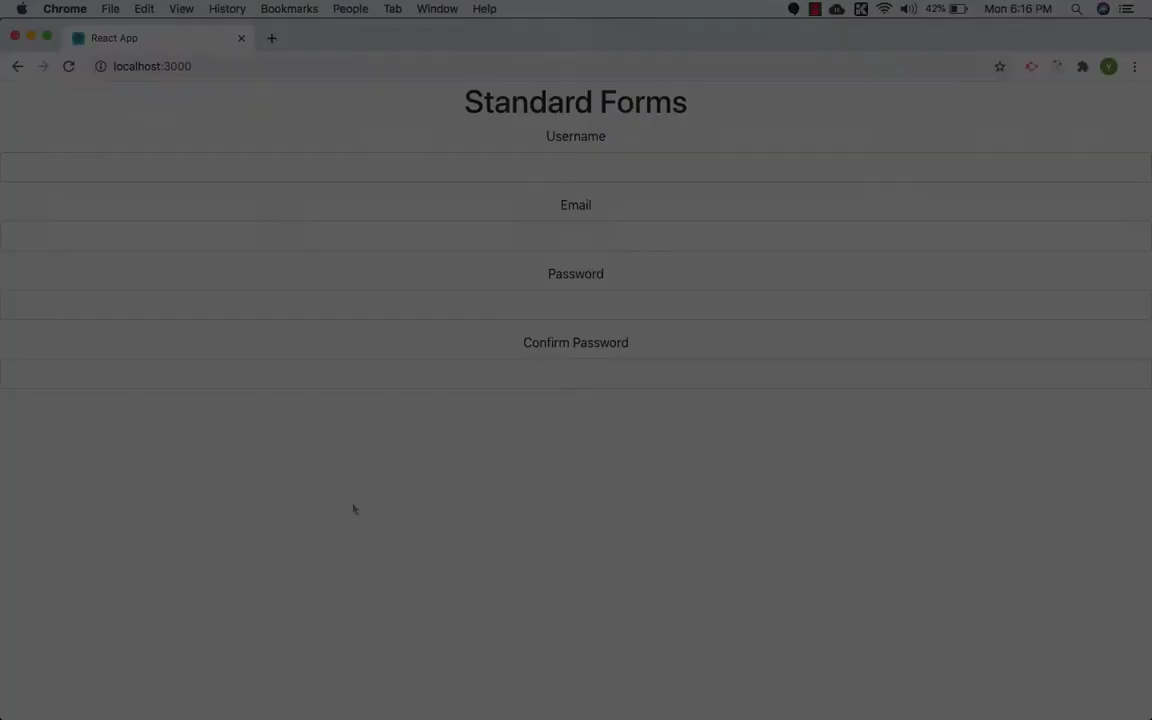 Chrome File Edit View History Bookmarks People Tab Window Help 42% Mon 6:16 PM
React App
localhost:3000
Y
Standard Forms
Username
Email
Password
Confirm Password